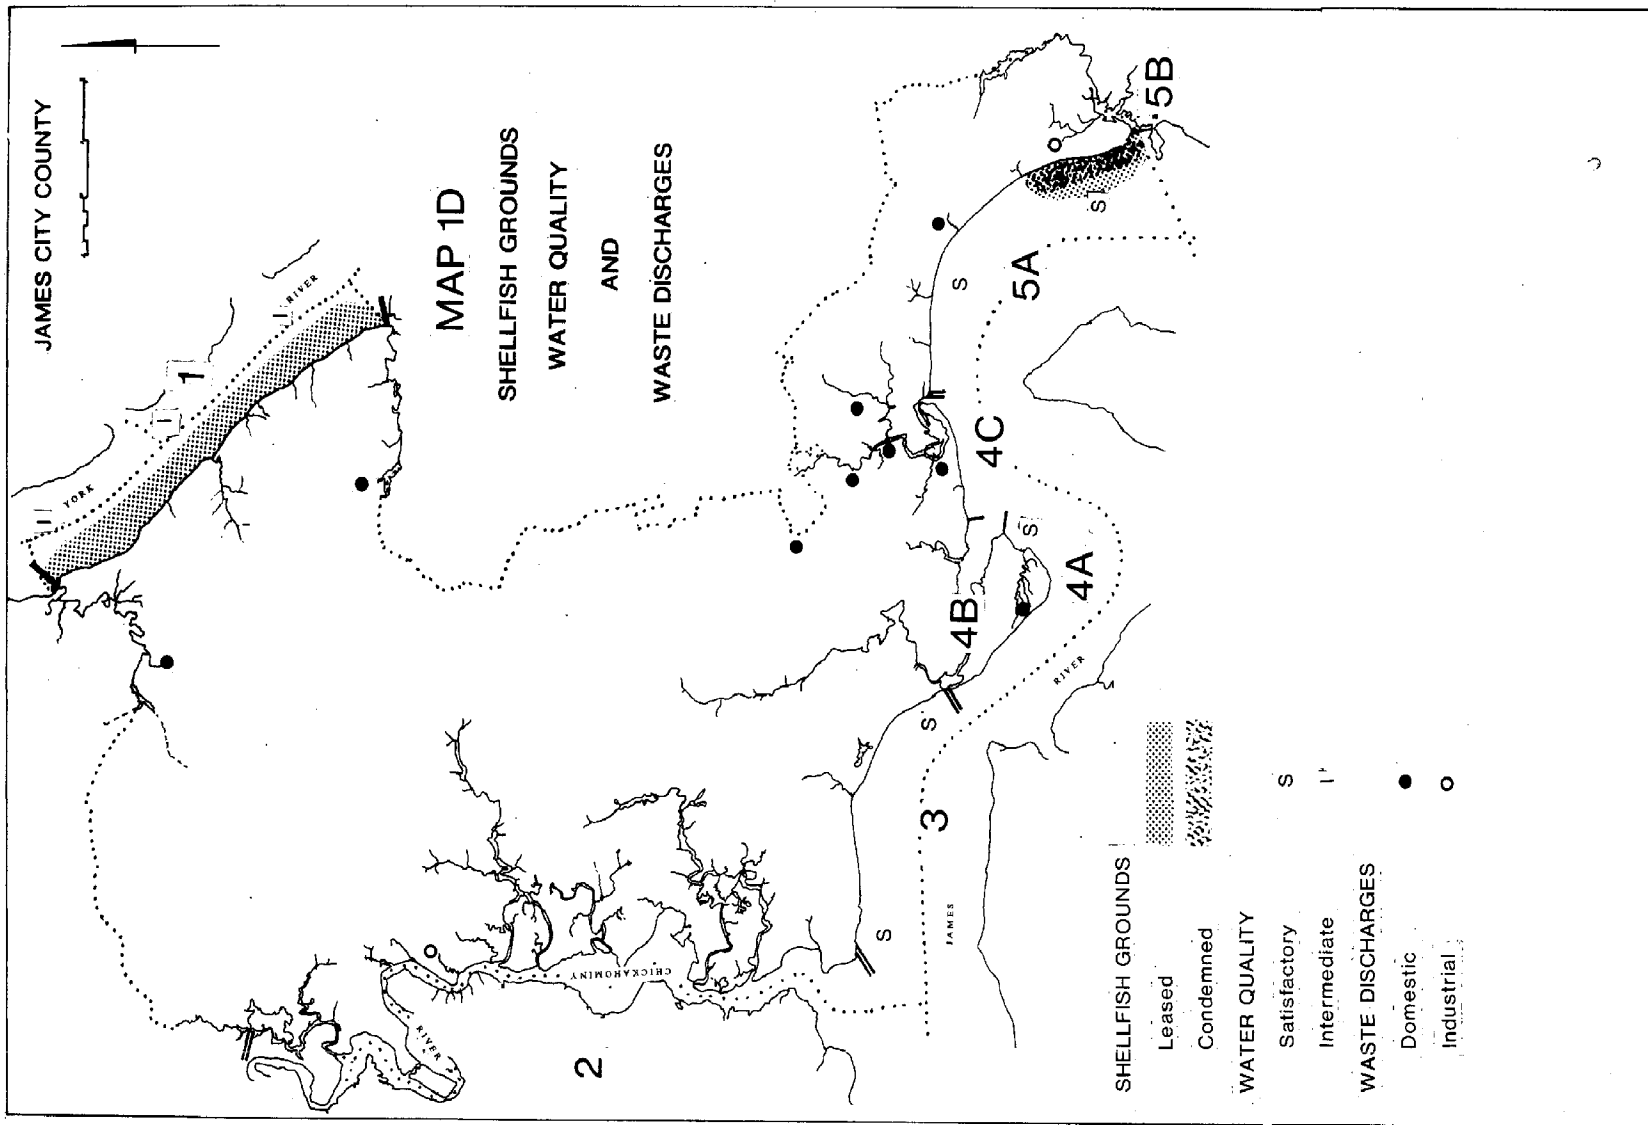 JAMES CITY COUNTY
MAP 1D
SHELLFISH GROUNDS
WATER QUALITY
AND
WASTE DISCHARGES
YORK
RIVER
I
I
I
1
2
3
4A
4B
4C
5A
5B
S
S
S
S
S
CHICKAHOMINY
RIVER
JAMES
RIVER
SHELLFISH GROUNDS
Leased
Condemned
WATER QUALITY
Satisfactory S
Intermediate I
WASTE DISCHARGES
Domestic
Industrial